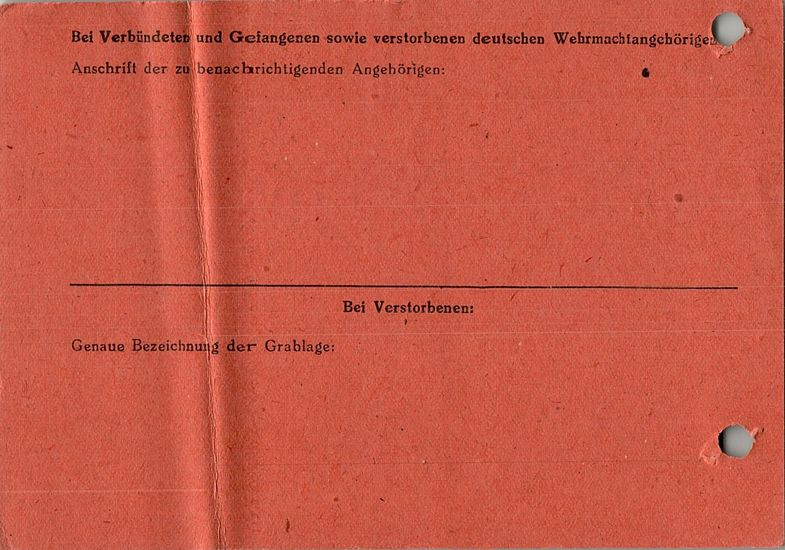 Bei Verbündeten und Gefangenen sowie verstorbenen deutschen Wehrmachtangehörigen
Anschrift der zu benachrichtigenden Angehörigen:
Bei Verstorbenen:
Genaue Bezeichnung der Grablage: